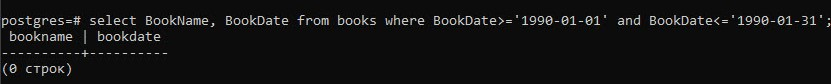 postgres=# select BookName, BookDate from books where BookDate>='1990-01-01' and BookDate<='1990-01-31';
 bookname | bookdate
----------+----------
(0 строк)